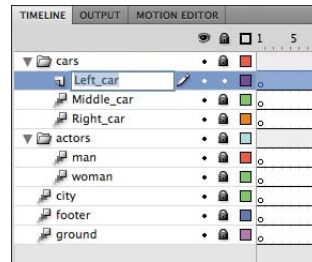 TIMELINE OUTPUT MOTION EDITOR
1 5
cars
Left_car
Middle_car
Right_car
actors
man
woman
city
footer
ground